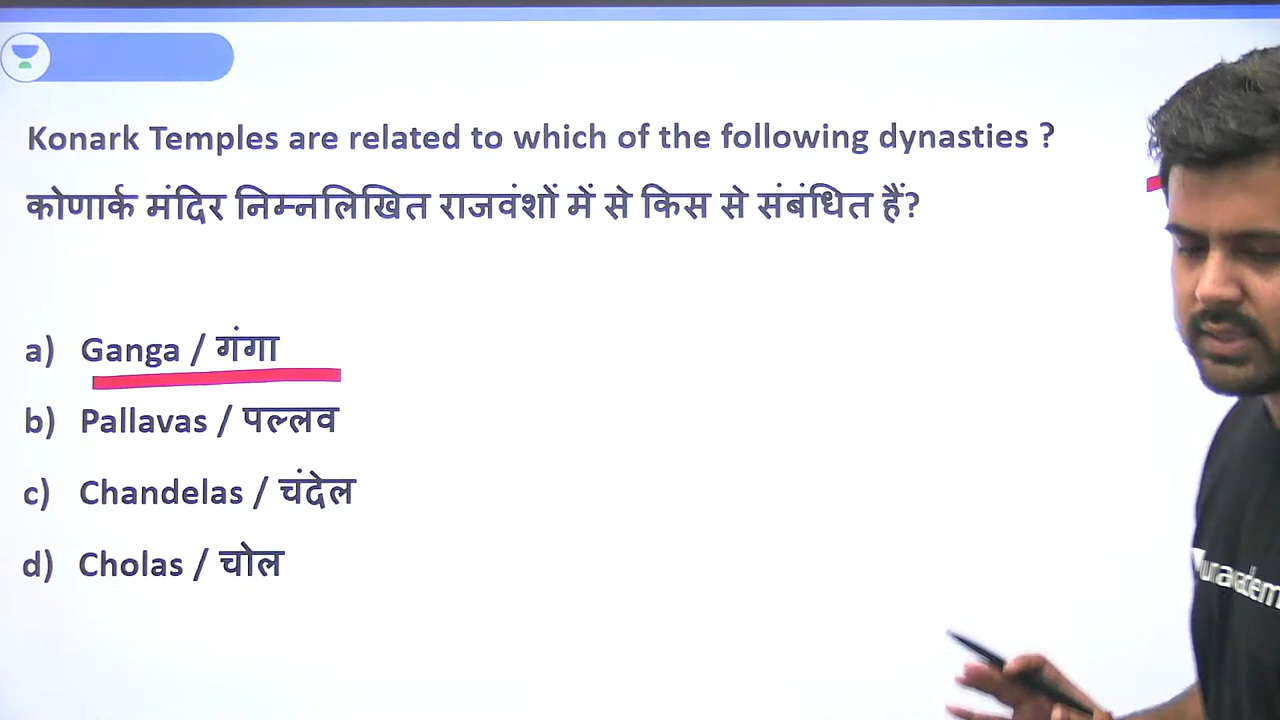 Konark Temples are related to which of the following dynasties ?
कोणार्क मंदिर निम्नलिखित राजवंशों में से किस से संबंधित हैं?
a) Ganga / गंगा
b) Pallavas / पल्लव
c) Chandelas / चंदेल
d) Cholas / चोल